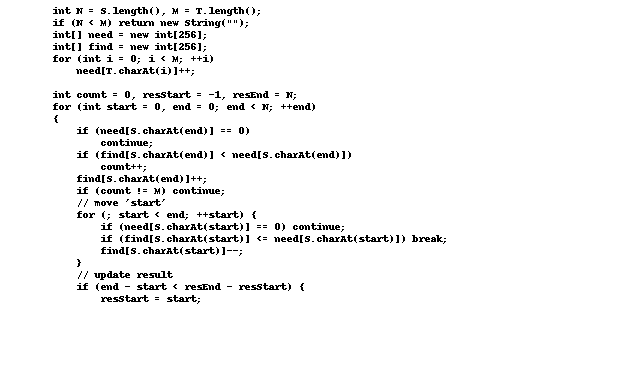 int N = S.length(), M = T.length();
if (N < M) return new String("");
int[] need = new int[256];
int[] find = new int[256];
for (int i = 0; i < M; ++i)
need[T.charAt(i)]++;
int count = 0, resStart = -1, resEnd = N;
for (int start = 0, end = 0; end < N; ++end)
{
if (need[S.charAt(end)] == 0)
continue;
if (find[S.charAt(end)] < need[S.charAt(end)])
count++;
find[S.charAt(end)]++;
if (count != M) continue;
// move 'start'
for (; start < end; ++start) {
if (need[S.charAt(start)] == 0) continue;
if (find[S.charAt(start)] <= need[S.charAt(start)]) break;
find[S.charAt(start)]--;
}
// update result
if (end - start < resEnd - resStart) {
resStart = start;